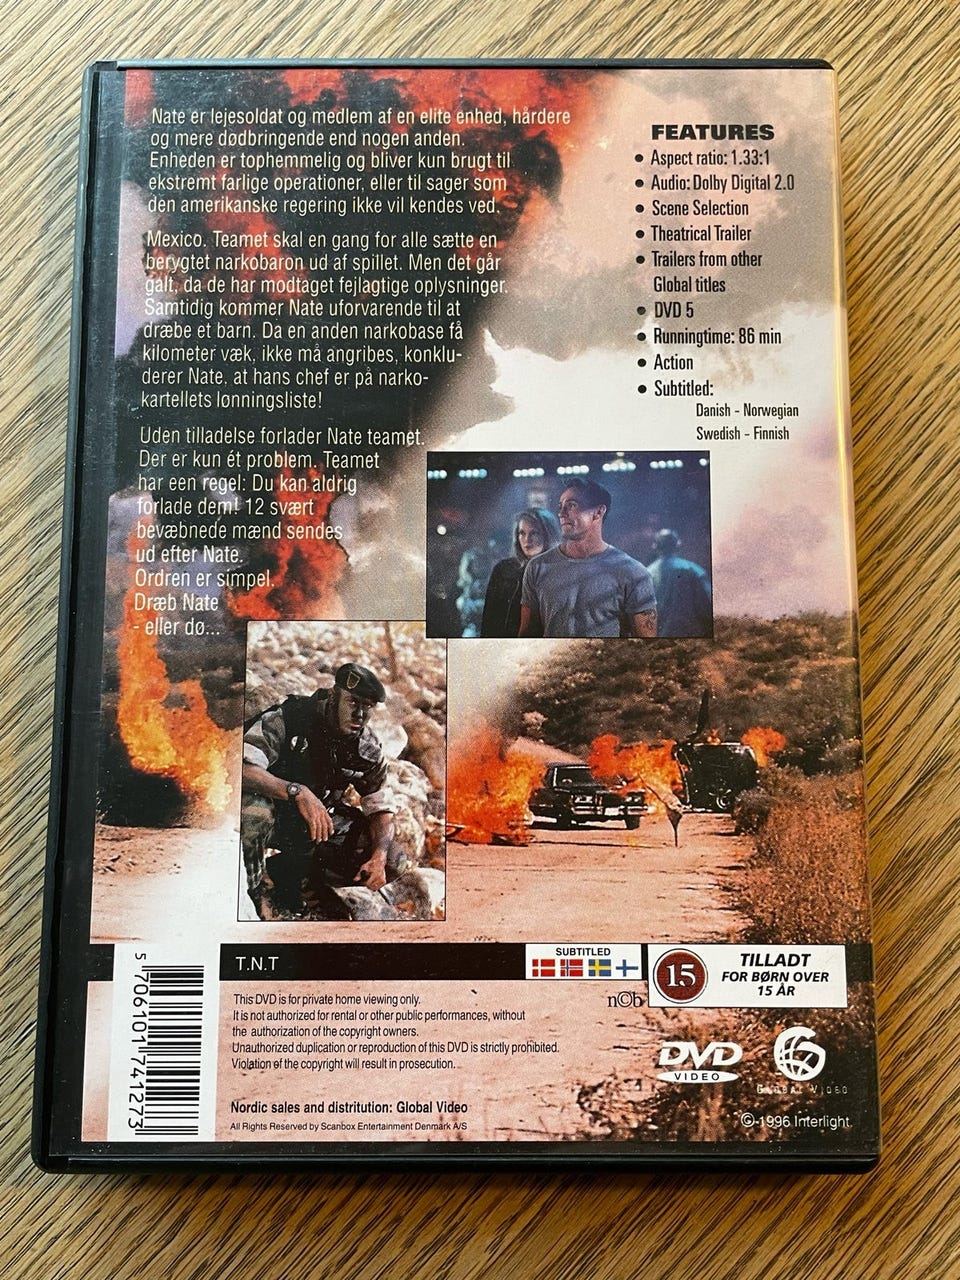 Nate er lejesoldat og medlem af en elite enhed, hårdere
og mere dødbringende end nogen anden.
Enheden er tophemmelig og bliver kun brugt til
ekstremt farlige operationer, eller til sager som
den amerikanske regering ikke vil kendes ved.
Mexico. Teamet skal en gang for alle sætte en
berygtet narkobaron ud af spillet. Men det går
galt, da de har modtaget fejlagtige oplysninger.
Samtidig kommer Nate uforvarende til at
dræbe et barn. Da en anden narkobase få
kilometer væk, ikke må angribes, konklu-
derer Nate, at hans chef er på narko-
kartellets lønningsliste!
Uden tilladelse forlader Nate teamet.
Der er kun ét problem. Teamet
har een regel: Du kan aldrig
forlade dem! 12 svært
bevæbnede mænd sendes
ud efter Nate.
Ordren er simpel.
Dræb Nate
- eller dø...
FEATURES
• Aspect ratio: 1.33:1
• Audio: Dolby Digital 2.0
• Scene Selection
• Theatrical Trailer
• Trailers from other
Global titles
• DVD 5
• Runningtime: 86 min
• Action
• Subtitled:
Danish - Norwegian
Swedish - Finnish
T.N.T
SUBTITLED
15
TILLADT
FOR BØRN OVER
15 ÅR
This DVD is for private home viewing only.
It is not authorized for rental or other public performances, without
the authorization of the copyright owners.
Unauthorized duplication or reproduction of this DVD is strictly prohibited.
Violation of the copyright will result in prosecution.
n©b
DVD
VIDEO
GLOBAL VIDEO
Nordic sales and distritution: Global Video
All Rights Reserved by Scanbox Entertainment Denmark A/S
© 1996 Interlight.
5 706101 741273